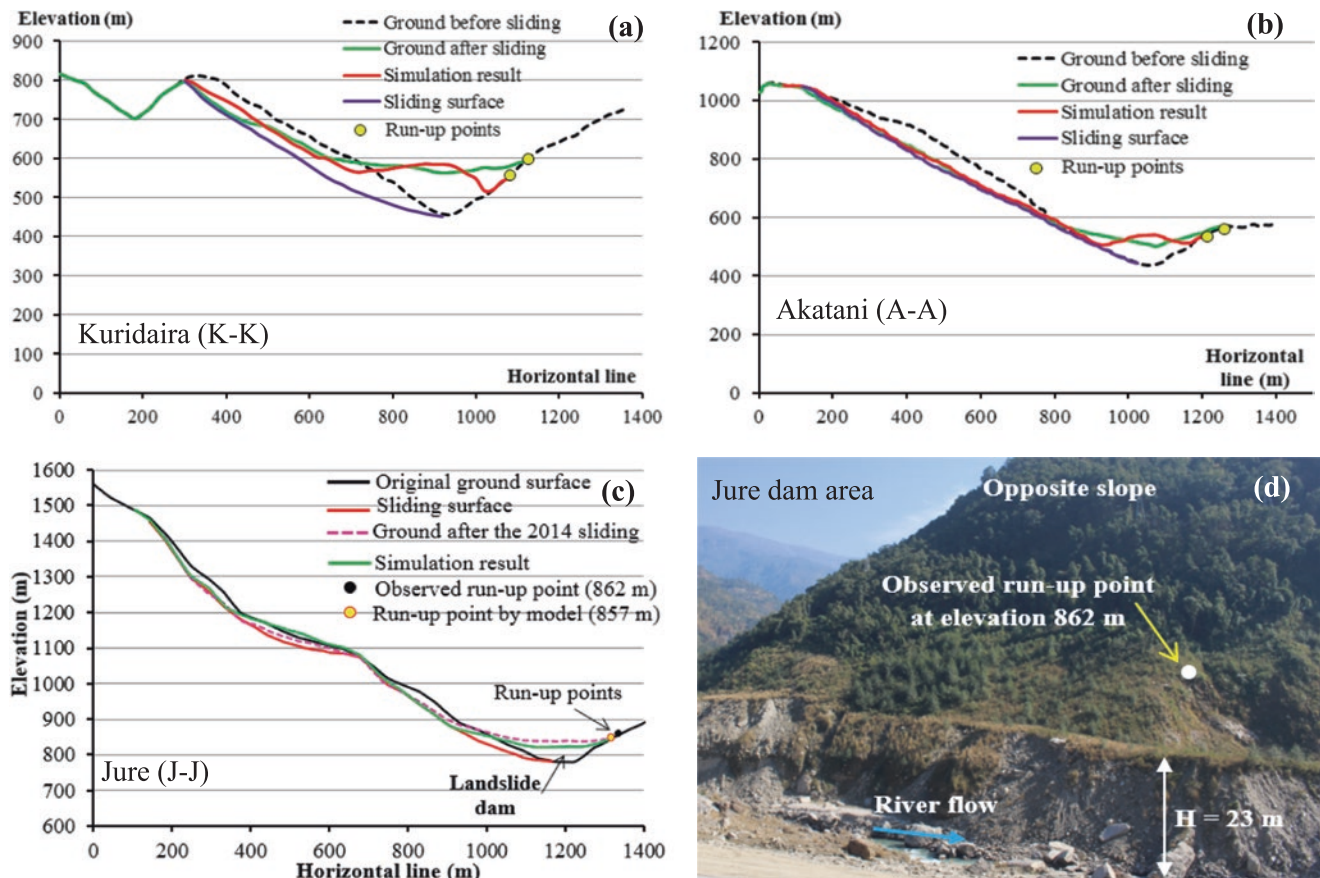 Elevation (m)
(a)
Ground before sliding
Ground after sliding
Simulation result
Sliding surface
Run-up points
900
800
700
600
500
400
300
200
100
0
Kuridaira (K-K)
Horizontal line
0 200 400 600 800 1000 1200 1400
Elevation (m)
(b)
Ground before sliding
Ground after sliding
Simulation result
Sliding surface
Run-up points
1200
1000
800
600
400
200
0
Akatani (A-A)
Horizontal
line (m)
0 200 400 600 800 1000 1200 1400
(c)
Original ground surface
Sliding surface
Ground after the 2014 sliding
Simulation result
Observed run-up point (862 m)
Run-up point by model (857 m)
Elevation (m)
1600
1500
1400
1300
1200
1100
1000
900
800
700
600
Run-up points
Jure (J-J)
Landslide
dam
0 200 400 600 800 1000 1200 1400
Horizontal line (m)
Jure dam area
Opposite slope
(d)
Observed run-up point
at elevation 862 m
River flow
H = 23 m